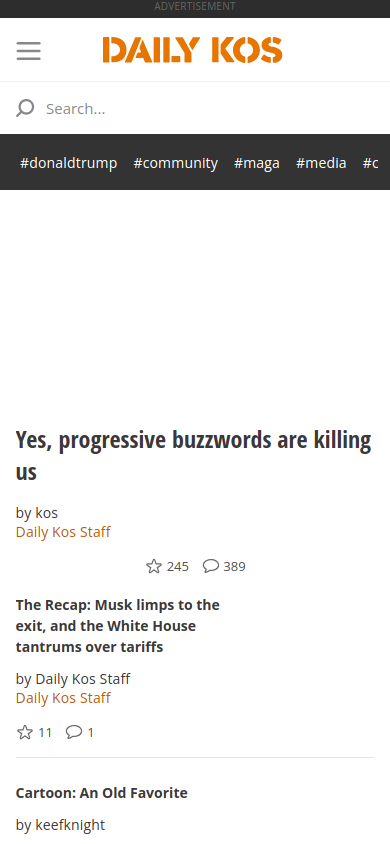 ADVERTISEMENT
DAILY KOS
Search...
#donaldtrump #community #maga #media #c
Yes, progressive buzzwords are killing
us
by kos
Daily Kos Staff
245 389
The Recap: Musk limps to the
exit, and the White House
tantrums over tariffs
by Daily Kos Staff
Daily Kos Staff
11 1
Cartoon: An Old Favorite
by keefknight